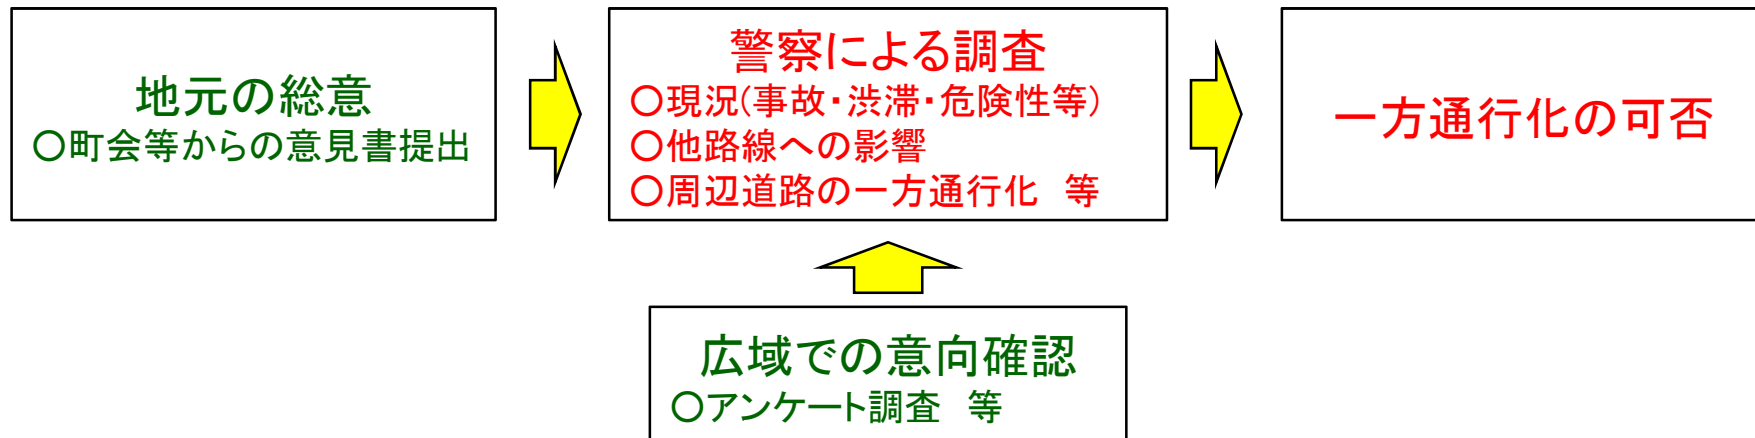 地元の総意
○町会等からの意見書提出
警察による調査
○現況(事故・渋滞・危険性等)
○他路線への影響
○周辺道路の一方通行化　等
一方通行化の可否
広域での意向確認
○アンケート調査　等